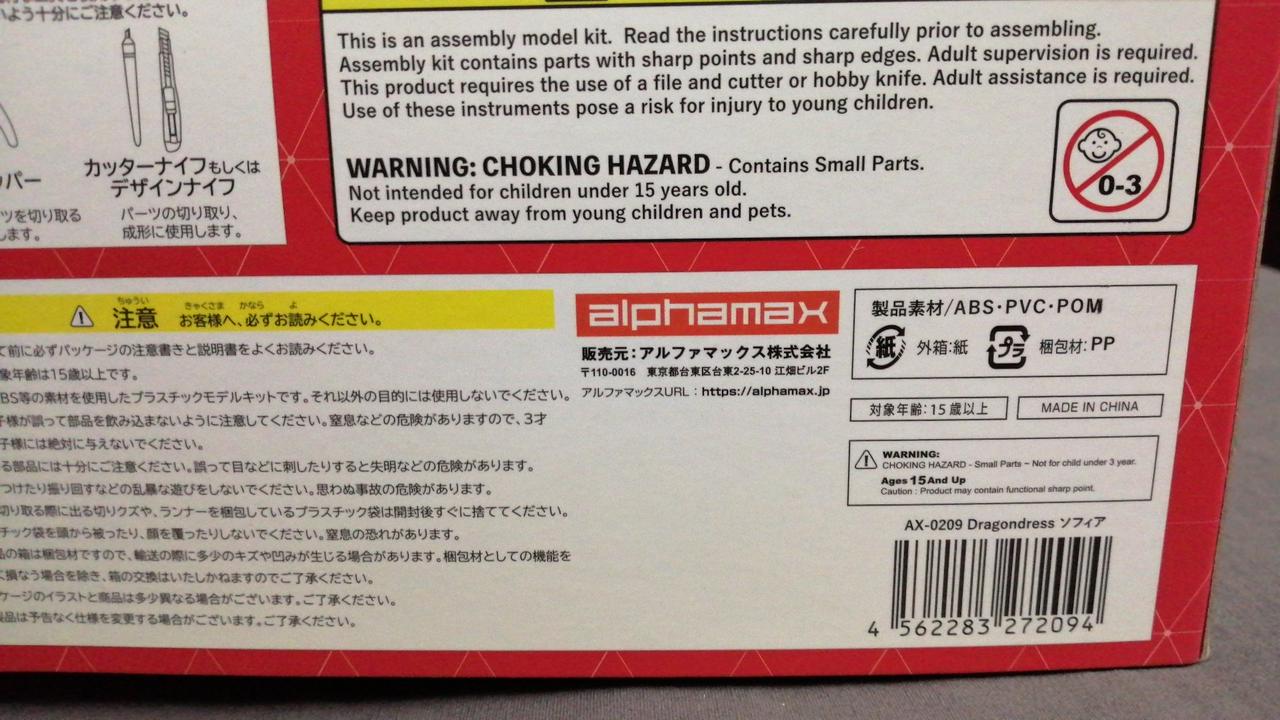 いよう十分にご注意ください。
カッターナイフもしくは
デザインナイフ
パーツの切り取り、
成形に使用します。
パー
ツを切り取る
します。
This is an assembly model kit. Read the instructions carefully prior to assembling.
Assembly kit contains parts with sharp points and sharp edges. Adult supervision is required.
This product requires the use of a file and cutter or hobby knife. Adult assistance is required.
Use of these instruments pose a risk for injury to young children.
WARNING: CHOKING HAZARD - Contains Small Parts.
Not intended for children under 15 years old.
Keep product away from young children and pets.
0-3
ちゅうい きゃくさま かなら よ
注意 お客様へ、必ずお読みください。
て前に必ずパッケージの注意書きと説明書をよくお読みください。
象年齢は15歳以上です。
BS等の素材を使用したプラスチックモデルキットです。それ以外の目的には使用しないでください。
子様が誤って部品を飲み込まないように注意してください。窒息などの危険がありますので、3才
子様には絶対に与えないでください。
る部品には十分にご注意ください。誤って目などに刺したりすると失明などの危険があります。
つけたり振り回すなどの乱暴な遊びをしないでください。思わぬ事故の危険があります。
切り取る際に出る切りクズや、ランナーを梱包しているプラスチック袋は開封後すぐに捨ててください。
チック袋を頭から被ったり、顔を覆ったりしないでください。窒息の恐れがあります。
品の箱は梱包材ですので、輸送の際に多少のキズや凹みが生じる場合があります。梱包材としての機能を
く損なう場合を除き、箱の交換はいたしかねますのでご了承ください。
ケージのイラストと商品は多少異なる場合がございます。ご了承ください。
製品は予告なく仕様を変更する場合がございます。ご了承ください。
alphamax
販売元:アルファマックス株式会社
〒110-0016 東京都台東区台東2-25-10 江畑ビル2F
アルファマックスURL:https://alphamax.jp
製品素材/ABS・PVC・POM
紙 外箱:紙 プラ 梱包材:PP
対象年齢:15歳以上
MADE IN CHINA
WARNING:
CHOKING HAZARD - Small Parts - Not for child under 3 year.
Ages 15 And Up
Caution : Product may contain functional sharp point.
AX-0209 Dragondress ソフィア
4 562283 272094